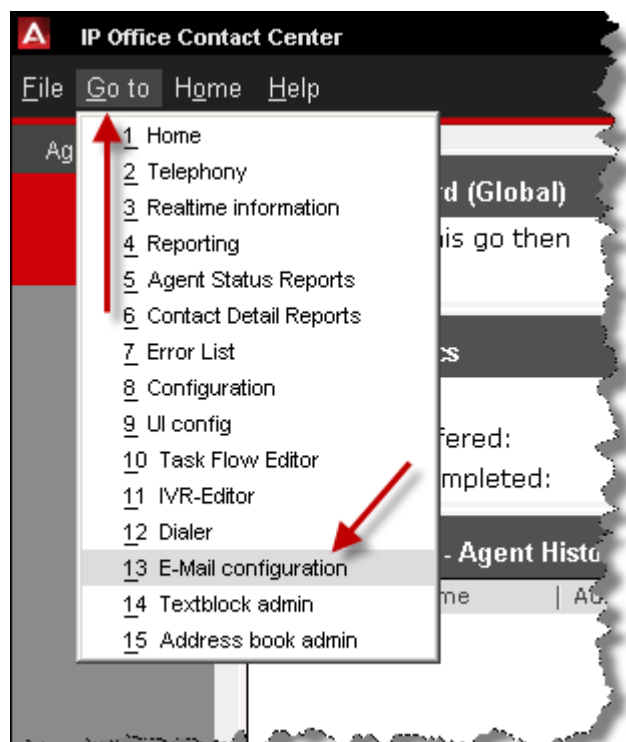 IP Office Contact Center
File Go to Home Help
Ag
1 Home
2 Telephony
3 Realtime information
4 Reporting
5 Agent Status Reports
6 Contact Detail Reports
7 Error List
8 Configuration
9 UI config
10 Task Flow Editor
11 IVR-Editor
12 Dialer
13 E-Mail configuration
14 Textblock admin
15 Address book admin
rd (Global)
is go then
cs
fered:
mpleted:
- Agent Histo
me |